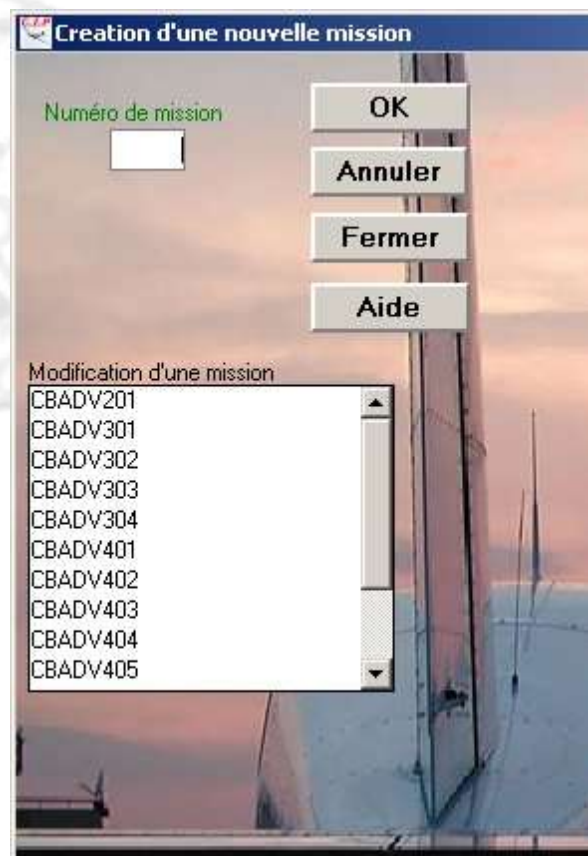 Creation d'une nouvelle mission
Numéro de mission
OK
Annuler
Fermer
Aide
Modification d'une mission
CBADV201
CBADV301
CBADV302
CBADV303
CBADV304
CBADV401
CBADV402
CBADV403
CBADV404
CBADV405